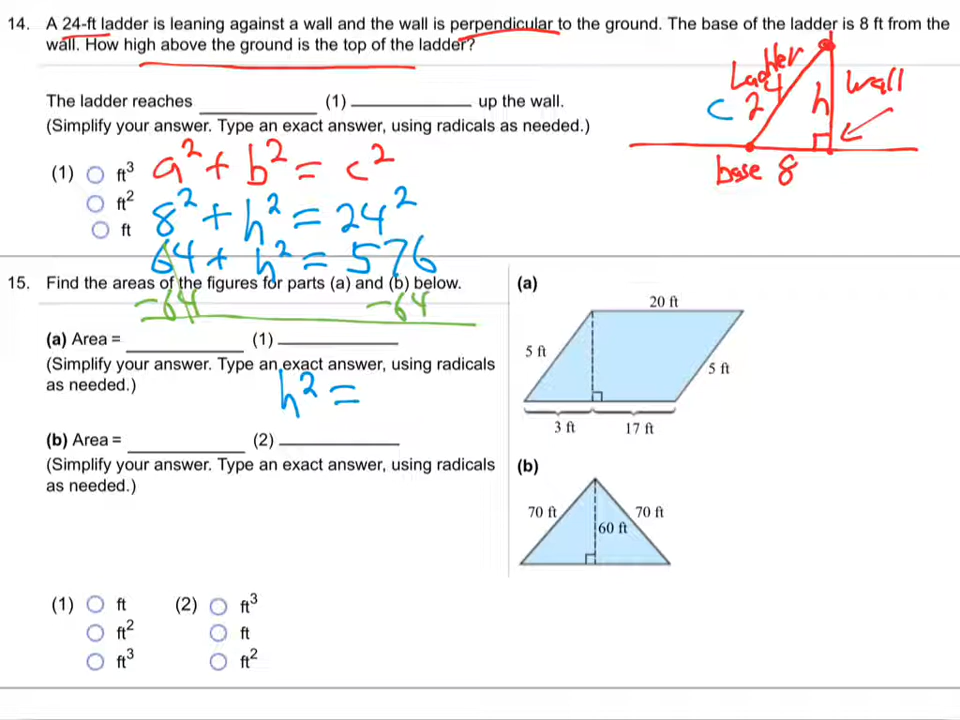 14. A 24-ft ladder is leaning against a wall and the wall is perpendicular to the ground. The base of the ladder is 8 ft from the
wall. How high above the ground is the top of the ladder?
Ladder
wall
C 24
h
base 8
The ladder reaches ________ (1) ________ up the wall.
(Simplify your answer. Type an exact answer, using radicals as needed.)
(1) ft³
ft²
ft
a² + b² = c²
8² + h² = 24²
64 + h² = 576
-64 -64
h² =
15. Find the areas of the figures for parts (a) and (b) below.
(a) Area = ________ (1) ________
(Simplify your answer. Type an exact answer, using radicals
as needed.)
(b) Area = ________ (2) ________
(Simplify your answer. Type an exact answer, using radicals
as needed.)
(a)
20 ft
5 ft
5 ft
3 ft 17 ft
(b)
70 ft 70 ft
60 ft
(1) ft (2) ft³
ft² ft
ft³ ft²